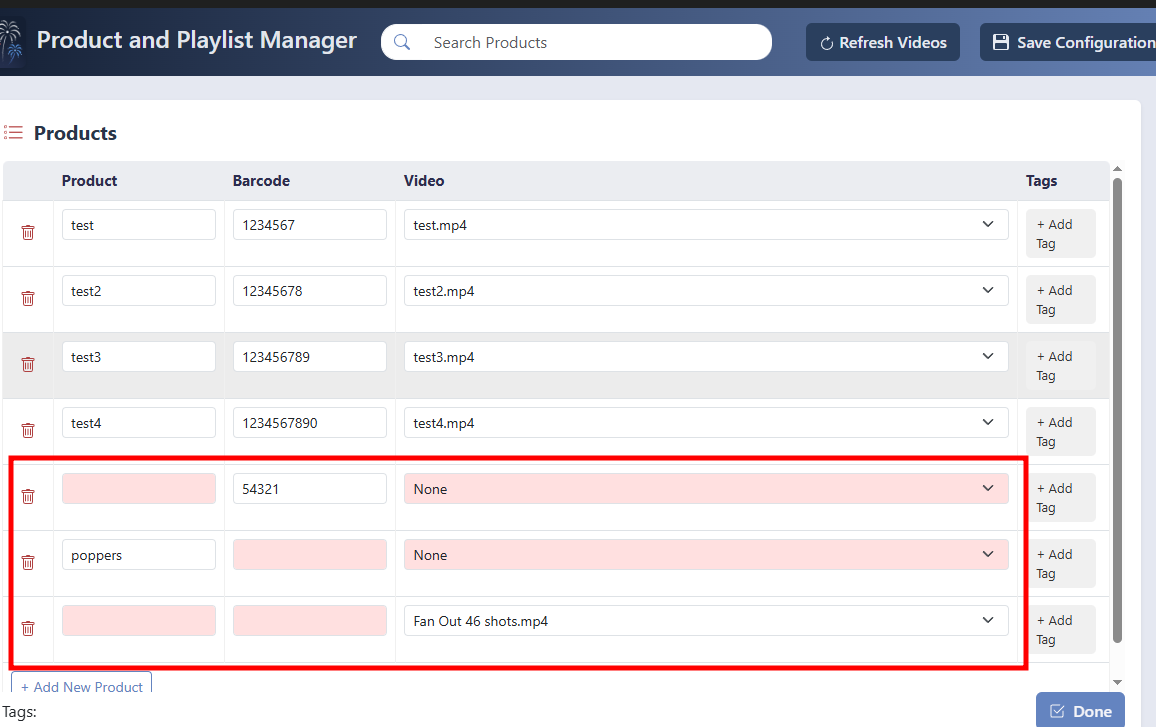 Product and Playlist Manager
Search Products
Refresh Videos
Save Configuration
Products
Product Barcode Video Tags
test 1234567 test.mp4 + Add Tag
test2 12345678 test2.mp4 + Add Tag
test3 123456789 test3.mp4 + Add Tag
test4 1234567890 test4.mp4 + Add Tag
54321 None + Add Tag
poppers None + Add Tag
Fan Out 46 shots.mp4 + Add Tag
+ Add New Product
Tags:
Done